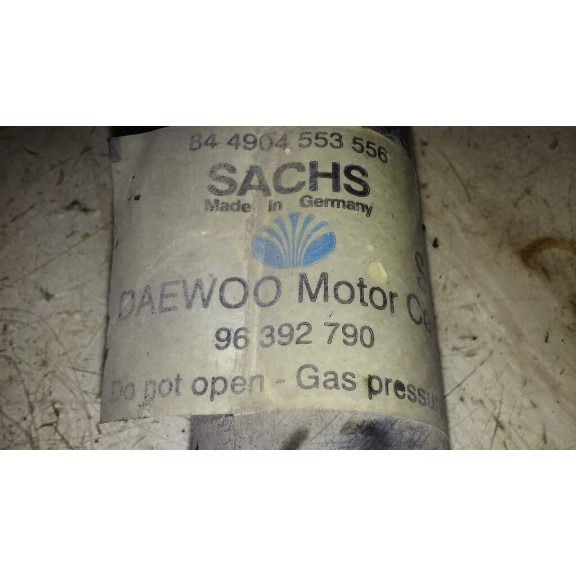 84 4904 553 556
SACHS
Made in Germany
DAEWOO Motor
96 392 790
Do not open - Gas